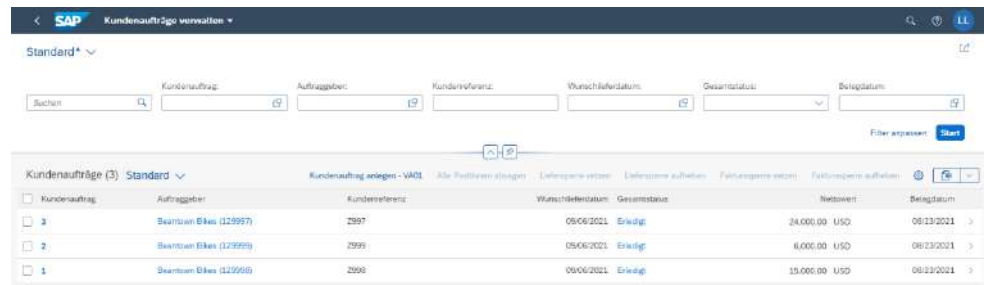 SAP Kundenaufträge verwalten LL
Standard*
Kundenauftrag: Auftraggeber: Kundenreferenz: Wunschlieferdatum: Gesamtstatus: Belegdatum:
Suchen
Filter anpassen Start
Kundenaufträge (3) Standard Kundenauftrag anlegen - VA01 Alle Positionen absagen Liefersperre setzen Liefersperre aufheben Fakturasperre setzen Fakturasperre aufheben
Kundenauftrag Auftraggeber Kundenreferenz Wunschlieferdatum Gesamtstatus Nettowert Belegdatum
3 Beantown Bikes (129997) Z997 09/06/2021 Erledigt 24,000.00 USD 08/23/2021
2 Beantown Bikes (129999) Z999 09/06/2021 Erledigt 6,000.00 USD 08/23/2021
1 Beantown Bikes (129998) Z998 09/06/2021 Erledigt 15,000.00 USD 08/23/2021